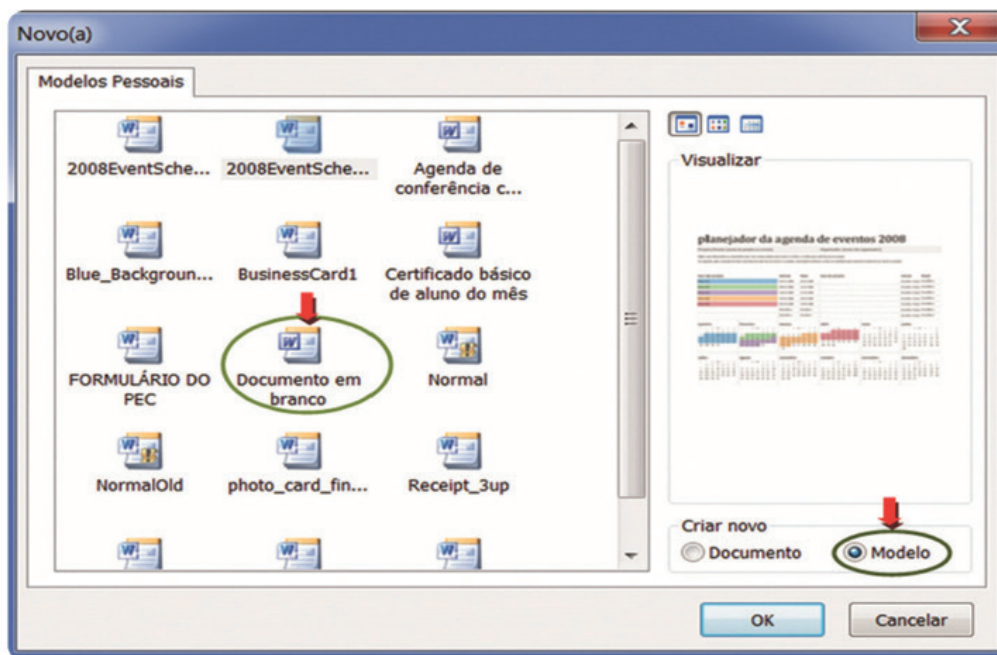 Novo(a)
Modelos Pessoais
2008EventSche...
2008EventSche...
Agenda de
conferência c...
Blue_Backgroun...
BusinessCard1
Certificado básico
de aluno do mês
FORMULÁRIO DO
PEC
Documento em
branco
Normal
NormalOld
photo_card_fin...
Receipt_3up
Visualizar
planejador da agenda de eventos 2008
Criar novo
Documento
Modelo
OK
Cancelar